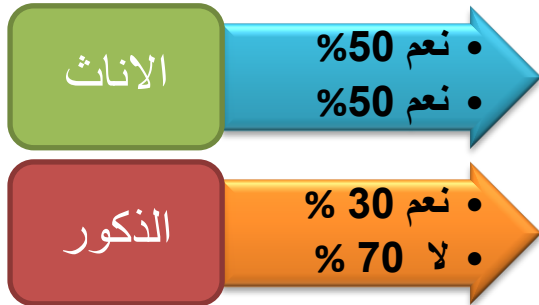 الاناث
• نعم 50%
• نعم 50%
الذكور
• نعم 30 %
• لا 70 %